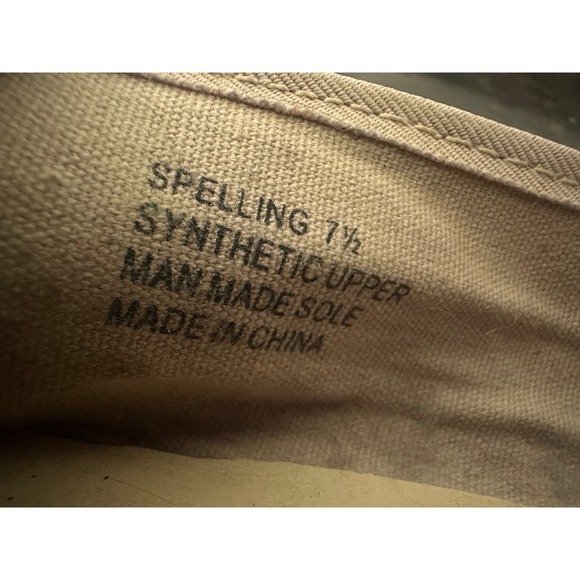 SPELLING 7½
SYNTHETIC UPPER
MAN MADE SOLE
MADE IN CHINA